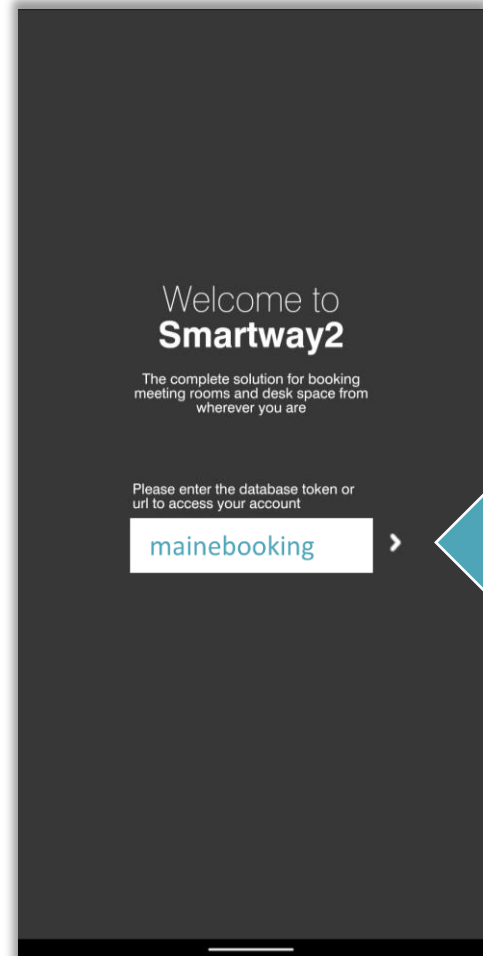 Welcome to
Smartway2
The complete solution for booking
meeting rooms and desk space from
wherever you are
Please enter the database token or
url to access your account
mainebooking